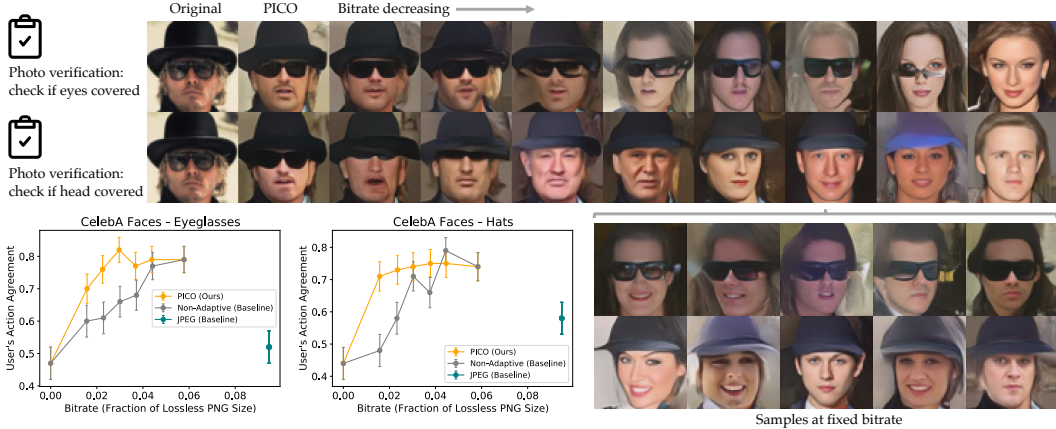 Original PICO Bitrate decreasing
Photo verification:
check if eyes covered
Photo verification:
check if head covered
CelebA Faces - Eyeglasses
User's Action Agreement
0.8
0.7
0.6
0.5
0.4
PICO (Ours)
Non-Adaptive (Baseline)
JPEG (Baseline)
0.00 0.02 0.04 0.06 0.08
Bitrate (Fraction of Lossless PNG Size)
CelebA Faces - Hats
User's Action Agreement
0.8
0.7
0.6
0.5
0.4
PICO (Ours)
Non-Adaptive (Baseline)
JPEG (Baseline)
0.00 0.02 0.04 0.06 0.08
Bitrate (Fraction of Lossless PNG Size)
Samples at fixed bitrate